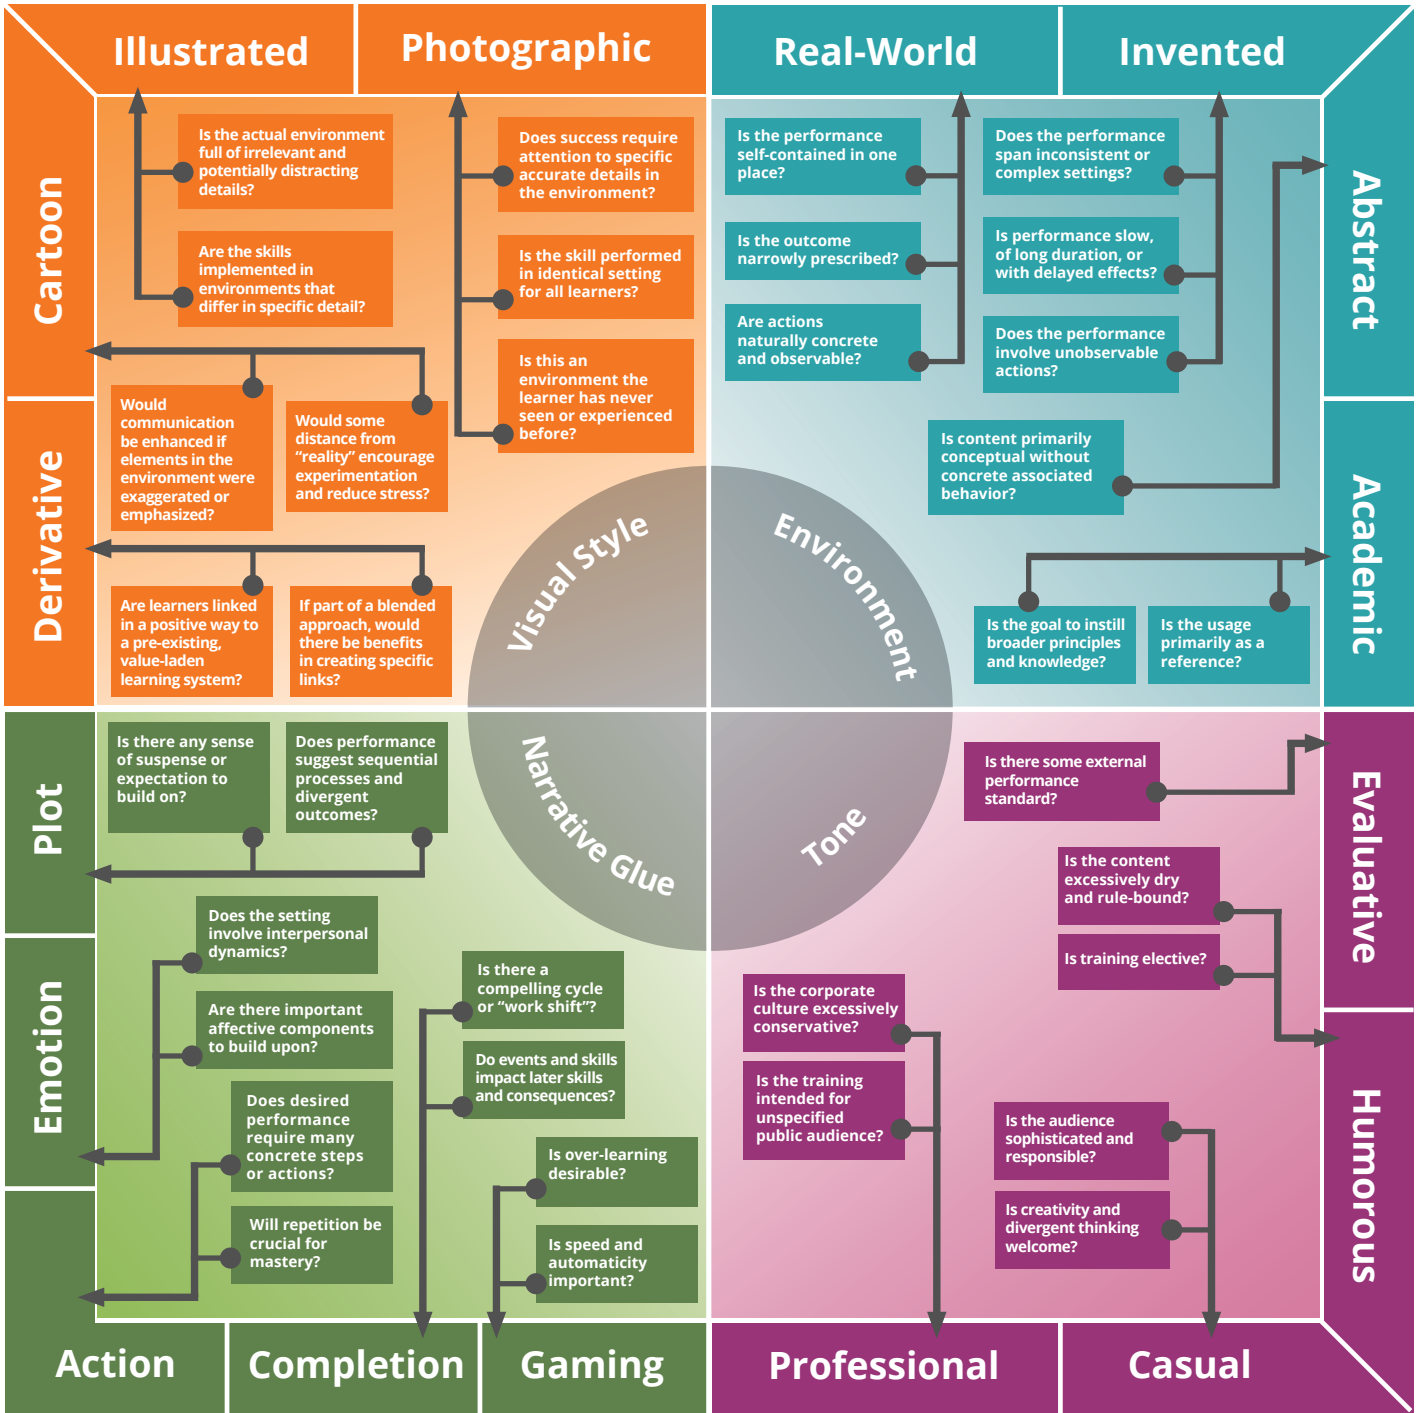 Illustrated
Photographic
Real-World
Invented
Cartoon
Derivative
Is the actual environment
full of irrelevant and
potentially distracting
details?
Are the skills
implemented in
environments that
differ in specific detail?
Does success require
attention to specific
accurate details in
the environment?
Is the skill performed
in identical setting
for all learners?
Is this an
environment the
learner has never
seen or experienced
before?
Would
communication
be enhanced if
elements in the
environment were
exaggerated or
emphasized?
Would some
distance from
“reality” encourage
experimentation
and reduce stress?
Are learners linked
in a positive way to
a pre-existing,
value-laden
learning system?
If part of a blended
approach, would
there be benefits
in creating specific
links?
Visual Style
Is the performance
self-contained in one
place?
Is the outcome
narrowly prescribed?
Are actions
naturally concrete
and observable?
Does the performance
span inconsistent or
complex settings?
Is performance slow,
of long duration, or
with delayed effects?
Does the performance
involve unobservable
actions?
Is content primarily
conceptual without
concrete associated
behavior?
Is the goal to instill
broader principles
and knowledge?
Is the usage
primarily as a
reference?
Environment
Abstract
Academic
Plot
Emotion
Is there any sense
of suspense or
expectation to
build on?
Does performance
suggest sequential
processes and
divergent
outcomes?
Does the setting
involve interpersonal
dynamics?
Are there important
affective components
to build upon?
Does desired
performance
require many
concrete steps
or actions?
Will repetition be
crucial for
mastery?
Is there a
compelling cycle
or “work shift”?
Do events and skills
impact later skills
and consequences?
Is over-learning
desirable?
Is speed and
automaticity
important?
Narrative Glue
Tone
Is there some external
performance
standard?
Is the content
excessively dry
and rule-bound?
Is training elective?
Is the corporate
culture excessively
conservative?
Is the training
intended for
unspecified
public audience?
Is the audience
sophisticated and
responsible?
Is creativity and
divergent thinking
welcome?
Evaluative
Humorous
Action
Completion
Gaming
Professional
Casual